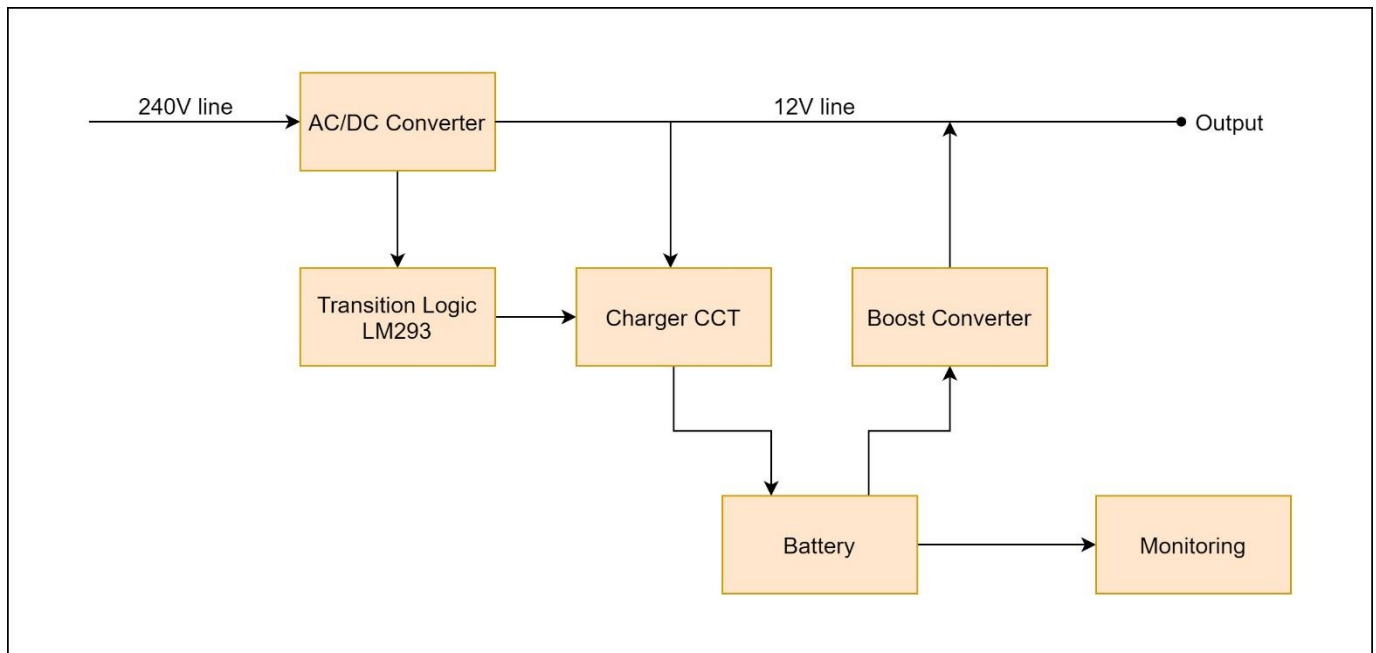 240V line
AC/DC Converter
12V line
Output
Transition Logic
LM293
Charger CCT
Boost Converter
Battery
Monitoring